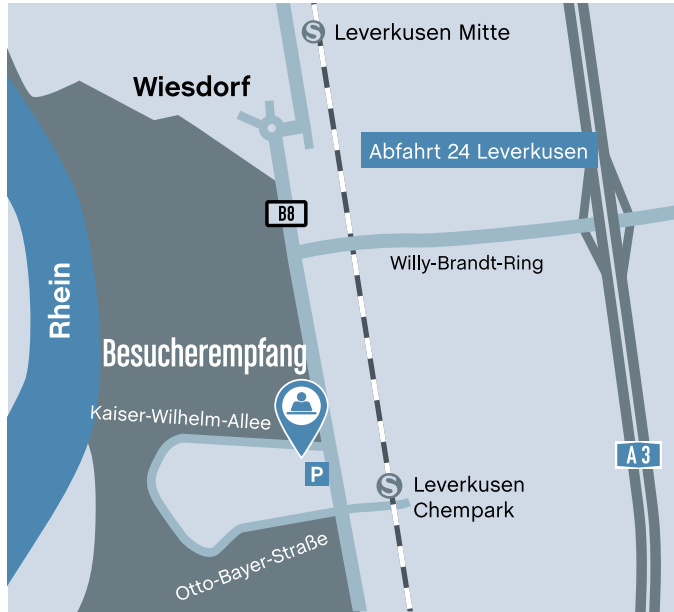 S Leverkusen Mitte
Wiesdorf
Abfahrt 24 Leverkusen
B8
Willy-Brandt-Ring
Rhein
Besucherempfang
Kaiser-Wilhelm-Allee
P
A 3
S Leverkusen
Chempark
Otto-Bayer-Straße